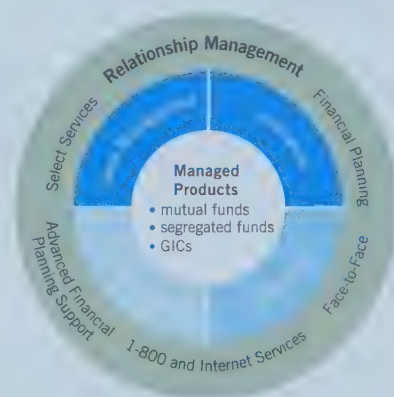 Relationship Management
Select Services
Financial Planning
Managed
Products
• mutual funds
• segregated funds
• GICs
Advanced Financial
Planning Support
1-800 and Internet Services
Face-to-Face